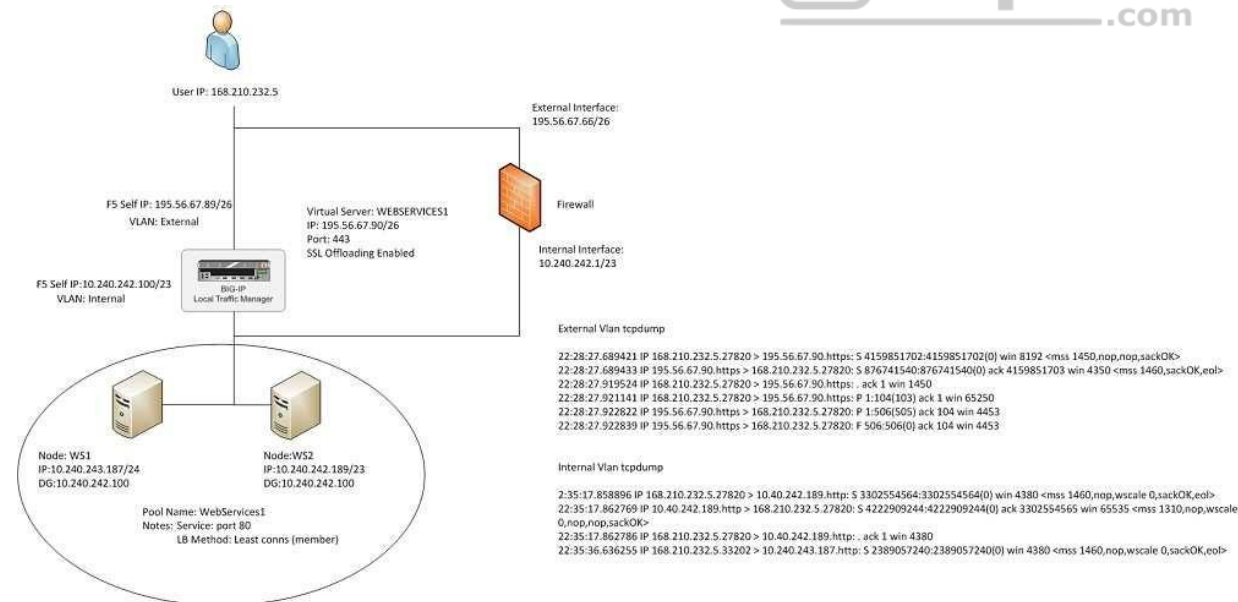 .com
User IP: 168.210.232.5
External Interface:
195.56.67.66/26
F5 Self IP: 195.56.67.89/26
VLAN: External
Virtual Server: WEBSERVICES1
IP: 195.56.67.90/26
Port: 443
SSL Offloading Enabled
Firewall
Internal Interface:
10.240.242.1/23
F5 Self IP:10.240.242.100/23
VLAN: Internal
BIG-IP
Local Traffic Manager
External Vlan tcpdump
22:28:27.689421 IP 168.210.232.5.27820 > 195.56.67.90.https: S 4159851702:4159851702(0) win 8192 <mss 1450,nop,nop,sackOK>
22:28:27.689433 IP 195.56.67.90.https > 168.210.232.5.27820: S 876741540:876741540(0) ack 4159851703 win 4350 <mss 1460,sackOK,eol>
22:28:27.919524 IP 168.210.232.5.27820 > 195.56.67.90.https: . ack 1 win 1450
22:28:27.921141 IP 168.210.232.5.27820 > 195.56.67.90.https: P 1:104(103) ack 1 win 65250
22:28:27.922822 IP 195.56.67.90.https > 168.210.232.5.27820: P 1:506(505) ack 104 win 4453
22:28:27.922839 IP 195.56.67.90.https > 168.210.232.5.27820: F 506:506(0) ack 104 win 4453
Internal Vlan tcpdump
2:35:17.858896 IP 168.210.232.5.27820 > 10.40.242.189.http: S 3302554564:3302554564(0) win 4380 <mss 1460,nop,wscale 0,sackOK,eol>
22:35:17.862769 IP 10.40.242.189.http > 168.210.232.5.27820: S 4222909244:4222909244(0) ack 3302554565 win 65535 <mss 1310,nop,wscale
0,nop,nop,sackOK>
22:35:17.862786 IP 168.210.232.5.27820 > 10.40.242.189.http: . ack 1 win 4380
22:35:36.636255 IP 168.210.232.5.33202 > 10.240.243.187.http: S 2389057240:2389057240(0) win 4380 <mss 1460,nop,wscale 0,sackOK,eol>
Node: WS1
IP:10.240.243.187/24
DG:10.240.242.100
Node:WS2
IP:10.240.242.189/23
DG:10.240.242.100
Pool Name: WebServices1
Notes: Service: port 80
LB Method: Least conns (member)